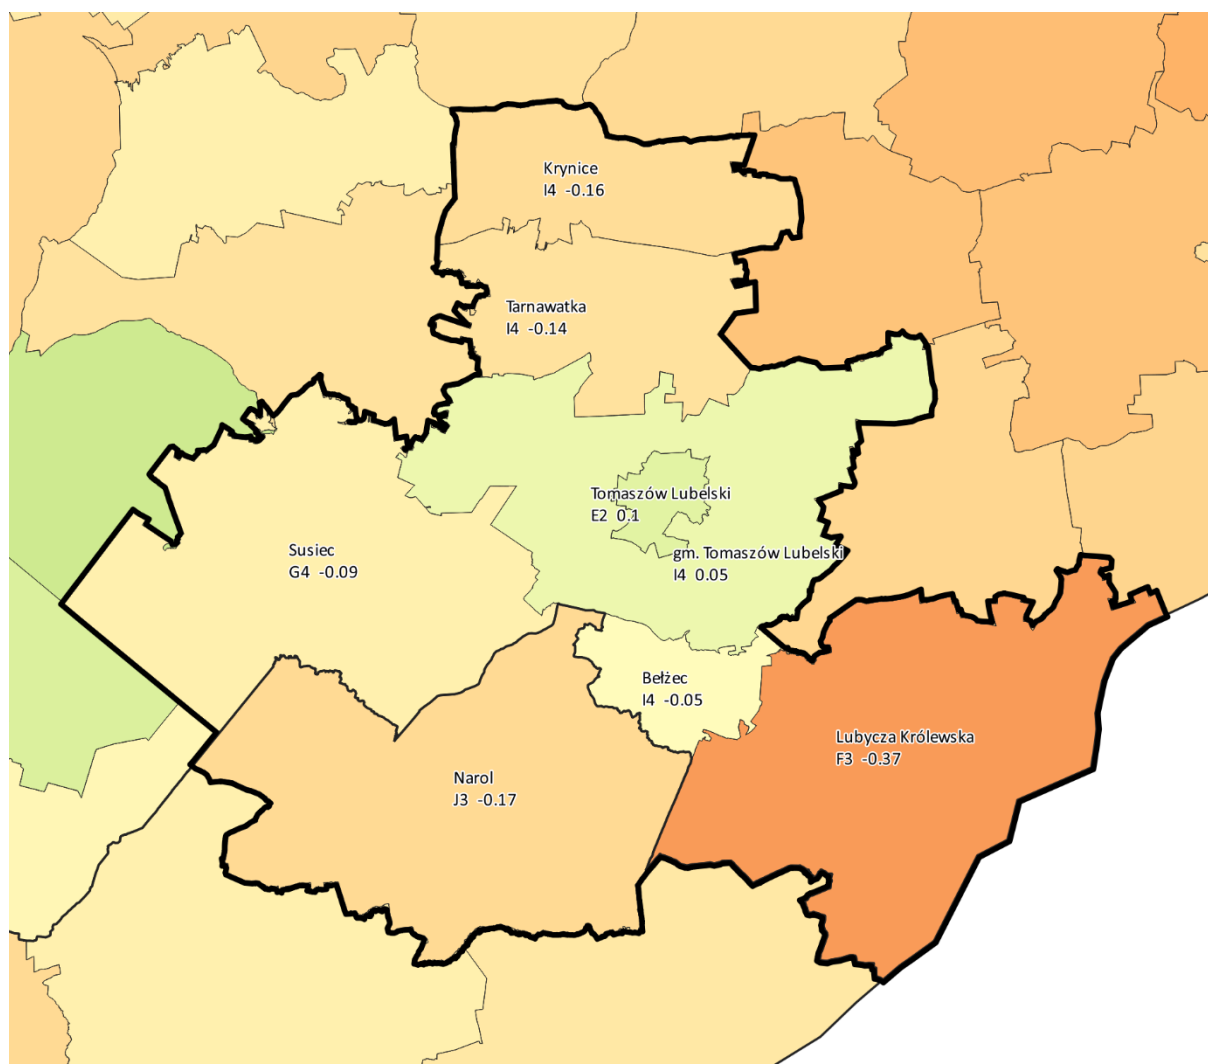 Krynice
I4 -0.16
Tarnawatka
I4 -0.14
Tomaszów Lubelski
E2 0.1
gm. Tomaszów Lubelski
I4 0.05
Susiec
G4 -0.09
Bełżec
I4 -0.05
Lubycza Królewska
F3 -0.37
Narol
J3 -0.17